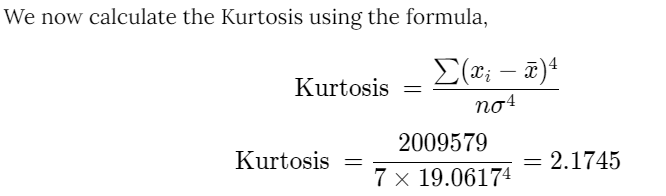 We now calculate the Kurtosis using the formula,
Kurtosis = ∑(xᵢ − x̄)⁴ / nσ⁴
Kurtosis = 2009579 / 7 × 19.0617⁴ = 2.1745